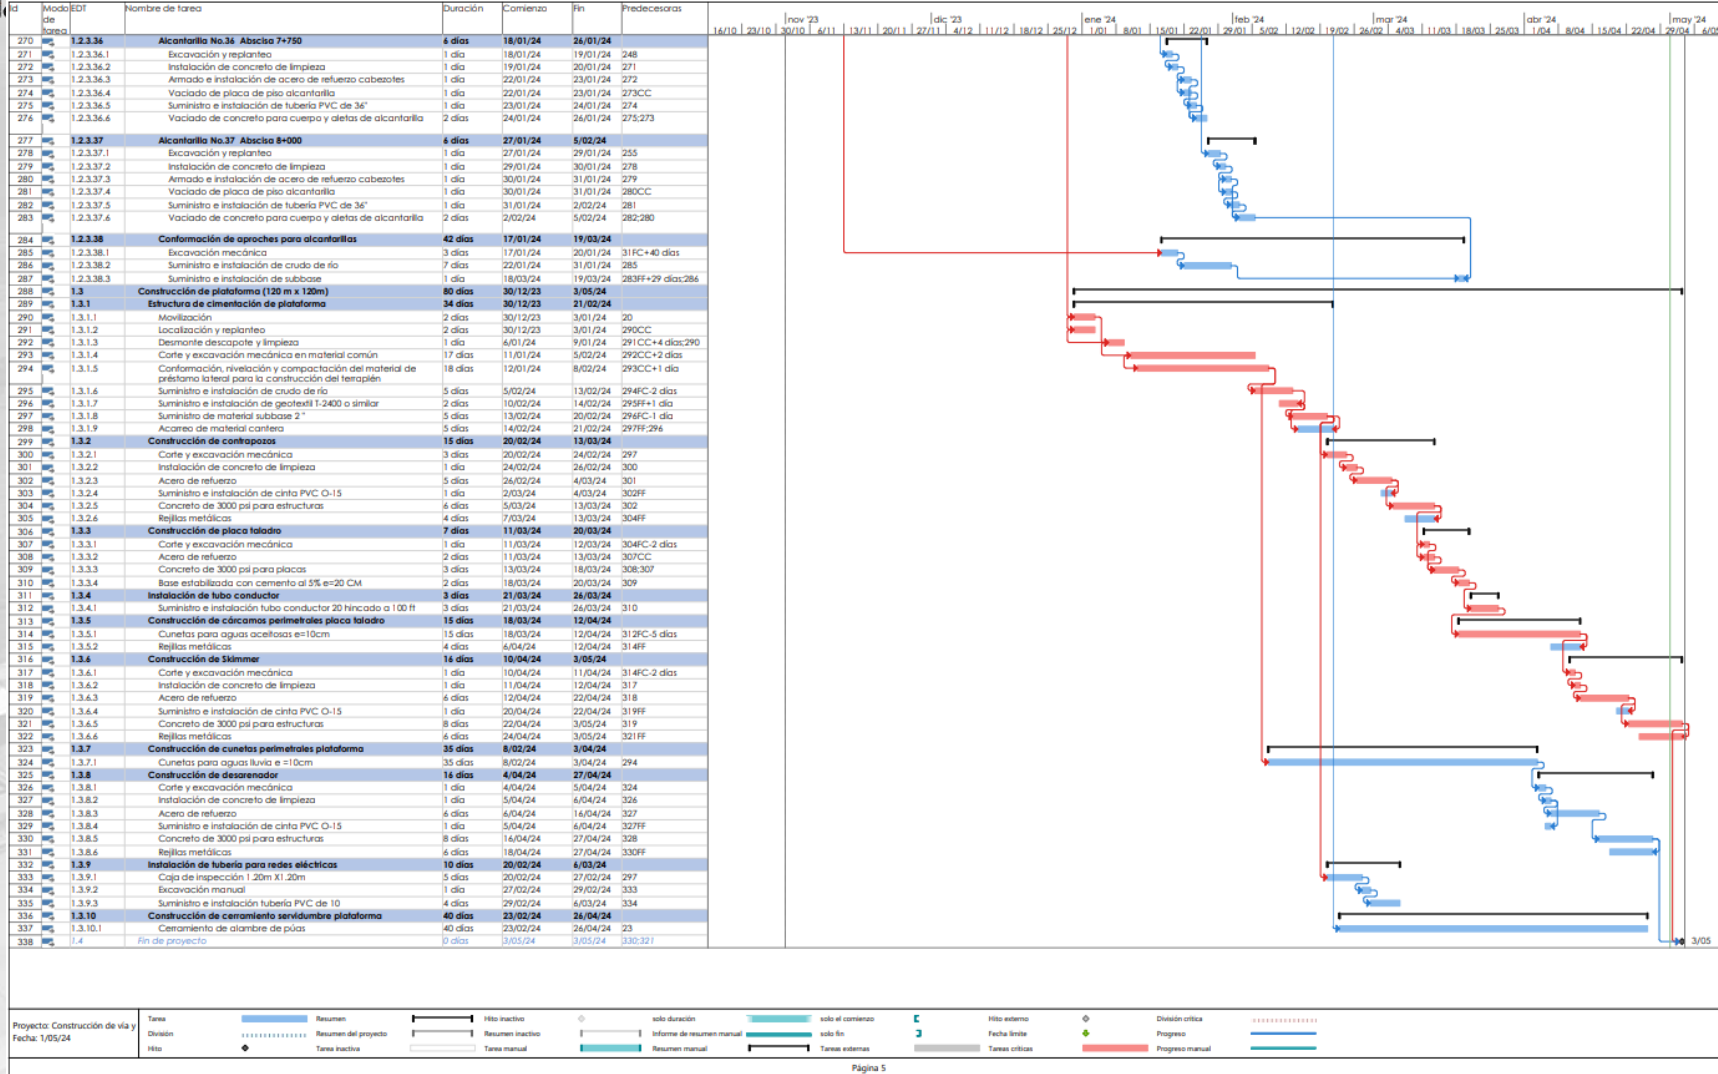 Id Modo EDT Nombre de tarea Duración Comienzo Fin Predecesoras
de
tarea
nov '23 dic '23 ene '24 feb '24 mar '24 abr '24 may '24
16/10 23/10 30/10 6/11 13/11 20/11 27/11 4/12 11/12 18/12 25/12 1/01 8/01 15/01 22/01 29/01 5/02 12/02 19/02 26/02 4/03 11/03 18/03 25/03 1/04 8/04 15/04 22/04 29/04 6/05
270 1.2.3.36 Alcantarilla No.36 Abscisa 7+750 6 días 18/01/24 26/01/24
271 1.2.3.36.1 Excavación y replanteo 1 día 18/01/24 19/01/24 248
272 1.2.3.36.2 Instalación de concreto de limpieza 1 día 19/01/24 20/01/24 271
273 1.2.3.36.3 Armado e instalación de acero de refuerzo cabezotes 1 día 22/01/24 23/01/24 272
274 1.2.3.36.4 Vaciado de placa de piso alcantarilla 1 día 22/01/24 23/01/24 273CC
275 1.2.3.36.5 Suministro e instalación de tubería PVC de 36" 1 día 23/01/24 24/01/24 274
276 1.2.3.36.6 Vaciado de concreto para cuerpo y aletas de alcantarilla 2 días 24/01/24 26/01/24 275;273
277 1.2.3.37 Alcantarilla No.37 Abscisa 8+000 6 días 27/01/24 5/02/24
278 1.2.3.37.1 Excavación y replanteo 1 día 27/01/24 29/01/24 255
279 1.2.3.37.2 Instalación de concreto de limpieza 1 día 29/01/24 30/01/24 278
280 1.2.3.37.3 Armado e instalación de acero de refuerzo cabezotes 1 día 30/01/24 31/01/24 279
281 1.2.3.37.4 Vaciado de placa de piso alcantarilla 1 día 30/01/24 31/01/24 280CC
282 1.2.3.37.5 Suministro e instalación de tubería PVC de 36" 1 día 31/01/24 2/02/24 281
283 1.2.3.37.6 Vaciado de concreto para cuerpo y aletas de alcantarilla 2 días 2/02/24 5/02/24 282;280
284 1.2.3.38 Conformación de aproches para alcantarillas 42 días 17/01/24 19/03/24
285 1.2.3.38.1 Excavación mecánica 3 días 17/01/24 20/01/24 31FC+40 días
286 1.2.3.38.2 Suministro e instalación de crudo de río 7 días 22/01/24 31/01/24 285
287 1.2.3.38.3 Suministro e instalación de subbase 1 día 18/03/24 19/03/24 283FF+29 días;286
288 1.3 Construcción de plataforma (120 m x 120m) 80 días 30/12/23 3/05/24
289 1.3.1 Estructura de cimentación de plataforma 34 días 30/12/23 21/02/24
290 1.3.1.1 Movilización 2 días 30/12/23 3/01/24 20
291 1.3.1.2 Localización y replanteo 2 días 30/12/23 3/01/24 290CC
292 1.3.1.3 Desmonte descapote y limpieza 1 día 6/01/24 9/01/24 291CC+4 días;290
293 1.3.1.4 Corte y excavación mecánica en material común 17 días 11/01/24 5/02/24 292CC+2 días
294 1.3.1.5 Conformación, nivelación y compactación del material de 18 días 12/01/24 8/02/24 293CC+1 día
préstamo lateral para la construcción del terraplén
295 1.3.1.6 Suministro e instalación de crudo de río 5 días 5/02/24 13/02/24 294FC-2 días
296 1.3.1.7 Suministro e instalación de geotextil T-2400 o similar 2 días 10/02/24 14/02/24 295FF+1 día
297 1.3.1.8 Suministro de material subbase 2 " 5 días 13/02/24 20/02/24 296FC-1 día
298 1.3.1.9 Acarreo de material cantera 5 días 14/02/24 21/02/24 297FF;296
299 1.3.2 Construcción de contrapozos 15 días 20/02/24 13/03/24
300 1.3.2.1 Corte y excavación mecánica 3 días 20/02/24 24/02/24 297
301 1.3.2.2 Instalación de concreto de limpieza 1 día 24/02/24 26/02/24 300
302 1.3.2.3 Acero de refuerzo 5 días 26/02/24 4/03/24 301
303 1.3.2.4 Suministro e instalación de cinta PVC O-15 1 día 2/03/24 4/03/24 302FF
304 1.3.2.5 Concreto de 3000 psi para estructuras 6 días 5/03/24 13/03/24 302
305 1.3.2.6 Rejillas metálicas 4 días 7/03/24 13/03/24 304FF
306 1.3.3 Construcción de placa taladro 7 días 11/03/24 20/03/24
307 1.3.3.1 Corte y excavación mecánica 1 día 11/03/24 12/03/24 304FC-2 días
308 1.3.3.2 Acero de refuerzo 2 días 11/03/24 13/03/24 307CC
309 1.3.3.3 Concreto de 3000 psi para placas 3 días 13/03/24 18/03/24 308;307
310 1.3.3.4 Base estabilizada con cemento al 5% e=20 CM 2 días 18/03/24 20/03/24 309
311 1.3.4 Instalación de tubo conductor 3 días 21/03/24 26/03/24
312 1.3.4.1 Suministro e instalación tubo conductor 20 hincado a 100 ft 3 días 21/03/24 26/03/24 310
313 1.3.5 Construcción de cárcamos perimetrales placa taladro 15 días 18/03/24 12/04/24
314 1.3.5.1 Cunetas para aguas aceitosas e=10cm 15 días 18/03/24 12/04/24 312FC-5 días
315 1.3.5.2 Rejillas metálicas 4 días 6/04/24 12/04/24 314FF
316 1.3.6 Construcción de Skimmer 16 días 10/04/24 3/05/24
317 1.3.6.1 Corte y excavación mecánica 1 día 10/04/24 11/04/24 314FC-2 días
318 1.3.6.2 Instalación de concreto de limpieza 1 día 11/04/24 12/04/24 317
319 1.3.6.3 Acero de refuerzo 6 días 12/04/24 22/04/24 318
320 1.3.6.4 Suministro e instalación de cinta PVC O-15 1 día 20/04/24 22/04/24 319FF
321 1.3.6.5 Concreto de 3000 psi para estructuras 8 días 22/04/24 3/05/24 319
322 1.3.6.6 Rejillas metálicas 6 días 24/04/24 3/05/24 321FF
323 1.3.7 Construcción de cunetas perimetrales plataforma 35 días 8/02/24 3/04/24
324 1.3.7.1 Cunetas para aguas lluvia e =10cm 35 días 8/02/24 3/04/24 294
325 1.3.8 Construcción de desarenador 16 días 4/04/24 27/04/24
326 1.3.8.1 Corte y excavación mecánica 1 día 4/04/24 5/04/24 324
327 1.3.8.2 Instalación de concreto de limpieza 1 día 5/04/24 6/04/24 326
328 1.3.8.3 Acero de refuerzo 6 días 6/04/24 16/04/24 327
329 1.3.8.4 Suministro e instalación de cinta PVC O-15 1 día 5/04/24 6/04/24 327FF
330 1.3.8.5 Concreto de 3000 psi para estructuras 8 días 16/04/24 27/04/24 328
331 1.3.8.6 Rejillas metálicas 6 días 18/04/24 27/04/24 330FF
332 1.3.9 Instalación de tubería para redes eléctricas 10 días 20/02/24 6/03/24
333 1.3.9.1 Caja de inspección 1.20m X1.20m 5 días 20/02/24 27/02/24 297
334 1.3.9.2 Excavación manual 1 día 27/02/24 29/02/24 333
335 1.3.9.3 Suministro e instalación tubería PVC de 10 4 días 29/02/24 6/03/24 334
336 1.3.10 Construcción de cerramiento servidumbre plataforma 40 días 23/02/24 26/04/24
337 1.3.10.1 Cerramiento de alambre de púas 40 días 23/02/24 26/04/24 23
338 1.4 Fin de proyecto 0 días 3/05/24 3/05/24 330;321 3/05
Proyecto: Construcción de vía y
Fecha: 1/05/24
Tarea Resumen Hito inactivo solo duración solo el comienzo Hito externo División crítica
División Resumen del proyecto Resumen inactivo Informe de resumen manual solo fin Fecha límite Progreso
Hito Tarea inactiva Tarea manual Resumen manual Tareas externas Tareas críticas Progreso manual
Página 5